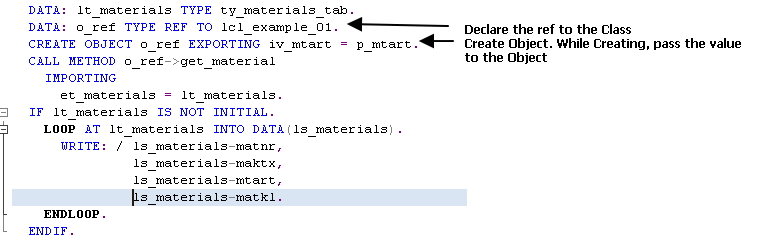 DATA: lt_materials TYPE ty_materials_tab.
DATA: o_ref TYPE REF TO lcl_example_01.
CREATE OBJECT o_ref EXPORTING iv_mtart = p_mtart.
CALL METHOD o_ref->get_material
IMPORTING
et_materials = lt_materials.
IF lt_materials IS NOT INITIAL.
LOOP AT lt_materials INTO DATA(ls_materials).
WRITE: / ls_materials-matnr,
ls_materials-maktx,
ls_materials-mtart,
ls_materials-matkl.
ENDLOOP.
ENDIF.
Declare the ref to the Class
Create Object. While Creating, pass the value
to the Object